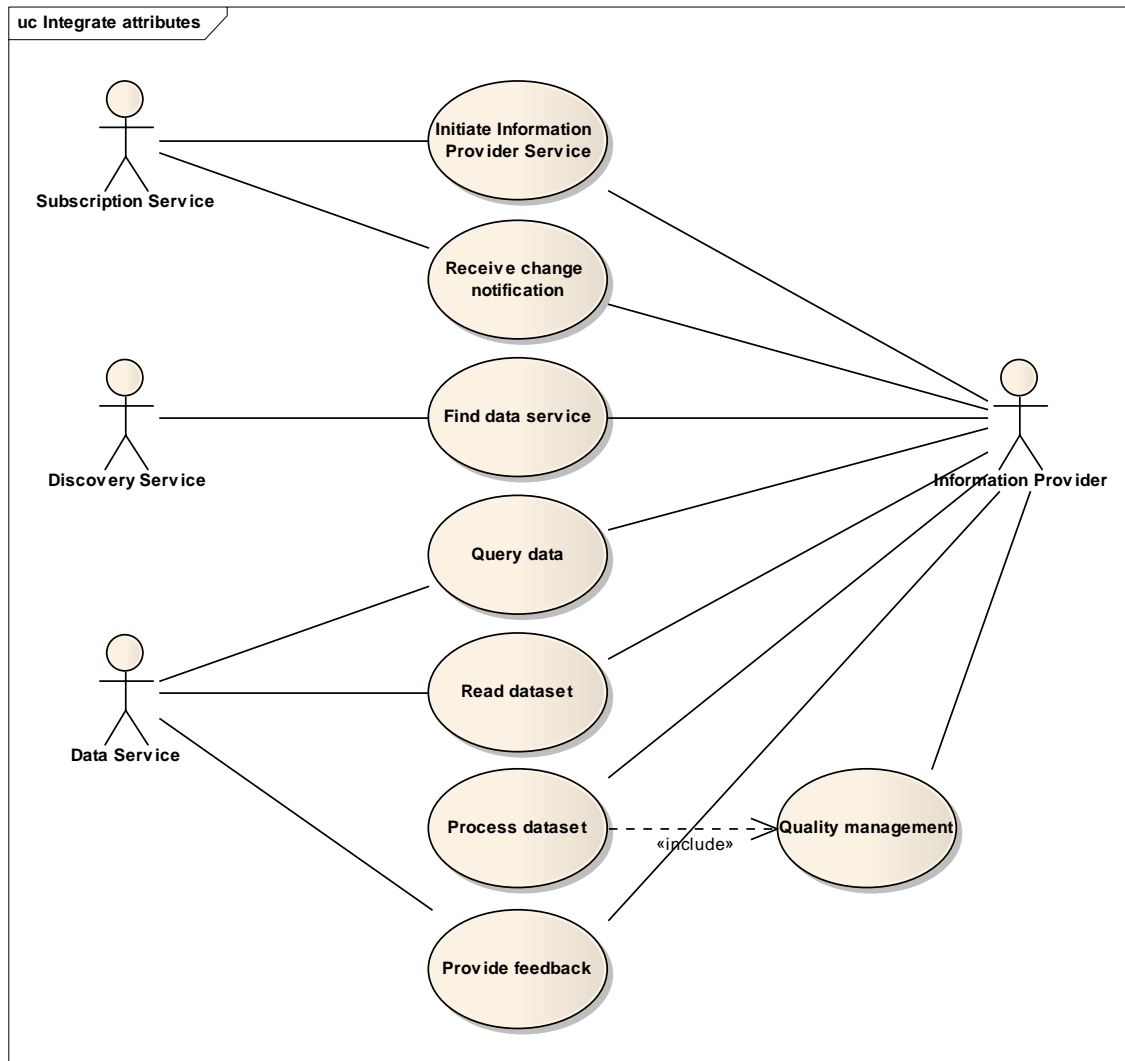 uc Integrate attributes
Initiate Information
Provider Service
Subscription Service
Receive change
notification
Find data service
Discovery Service
Information Provider
Query data
Read dataset
Data Service
Process dataset
«include»
Quality management
Provide feedback